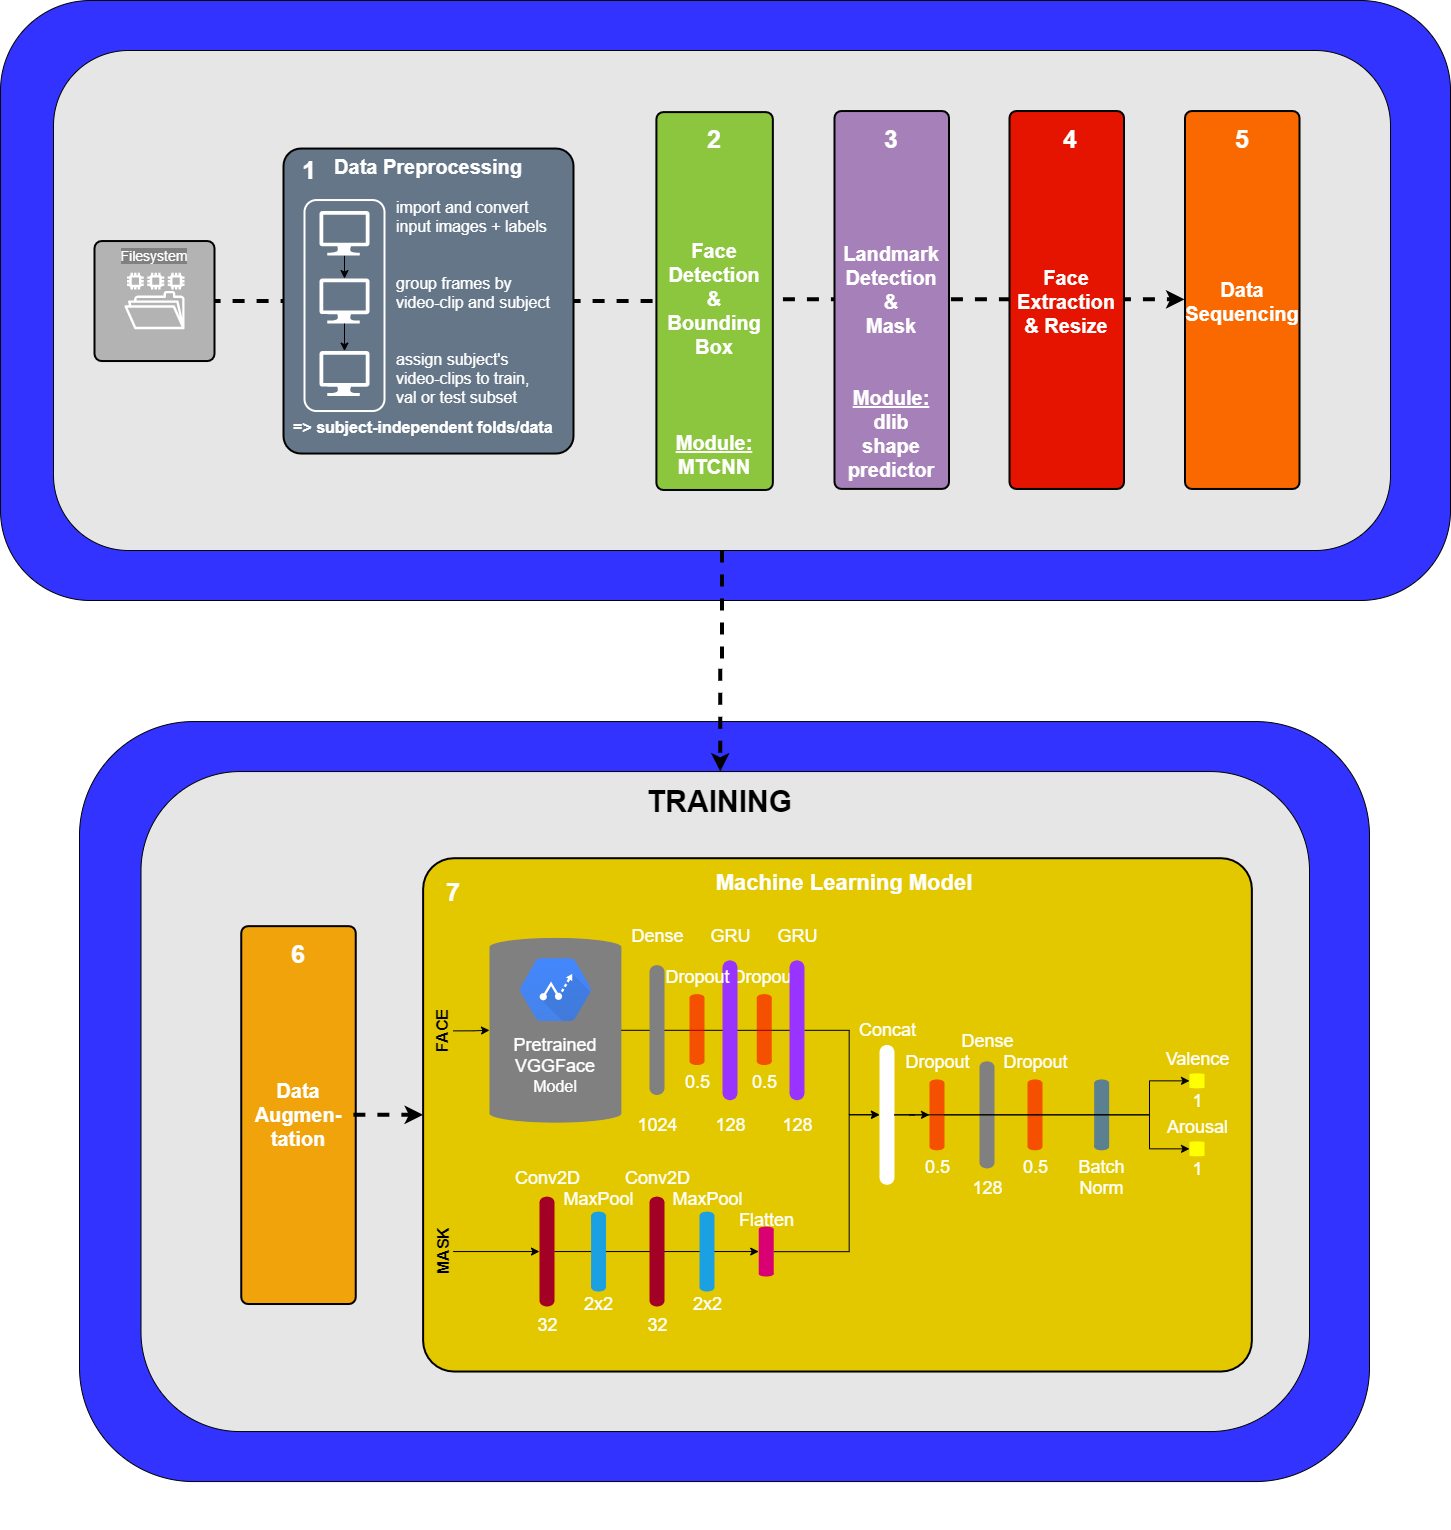 Filesystem
1 Data Preprocessing
import and convert
input images + labels
group frames by
video-clip and subject
assign subject's
video-clips to train,
val or test subset
=> subject-independent folds/data
2
Face
Detection
&
Bounding
Box
Module:
MTCNN
3
Landmark
Detection
&
Mask
Module:
dlib
shape
predictor
4
Face
Extraction
& Resize
5
Data
Sequencing
TRAINING
6
Data
Augmen-
tation
7
Machine Learning Model
FACE
Pretrained
VGGFace
Model
Dense
1024
Dropout
0.5
GRU
128
Dropou
0.5
GRU
128
MASK
Conv2D
32
MaxPool
2x2
Conv2D
32
MaxPool
2x2
Flatten
Concat
Dropout
0.5
Dense
128
Dropout
0.5
Batch
Norm
Valence
1
Arousal
1